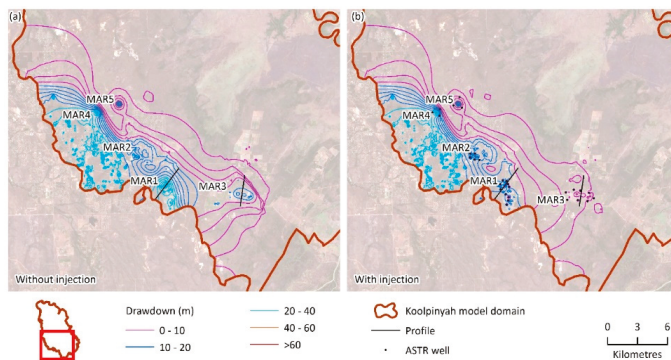 (a)
MAR5
MAR4
MAR2
MAR1
MAR3
Without injection
(b)
MAR5
MAR4
MAR2
MAR1
MAR3
With injection
Drawdown (m)
0 - 10
10 - 20
20 - 40
40 - 60
>60
Koolpinyah model domain
Profile
ASTR well
0 3 6
Kilometres